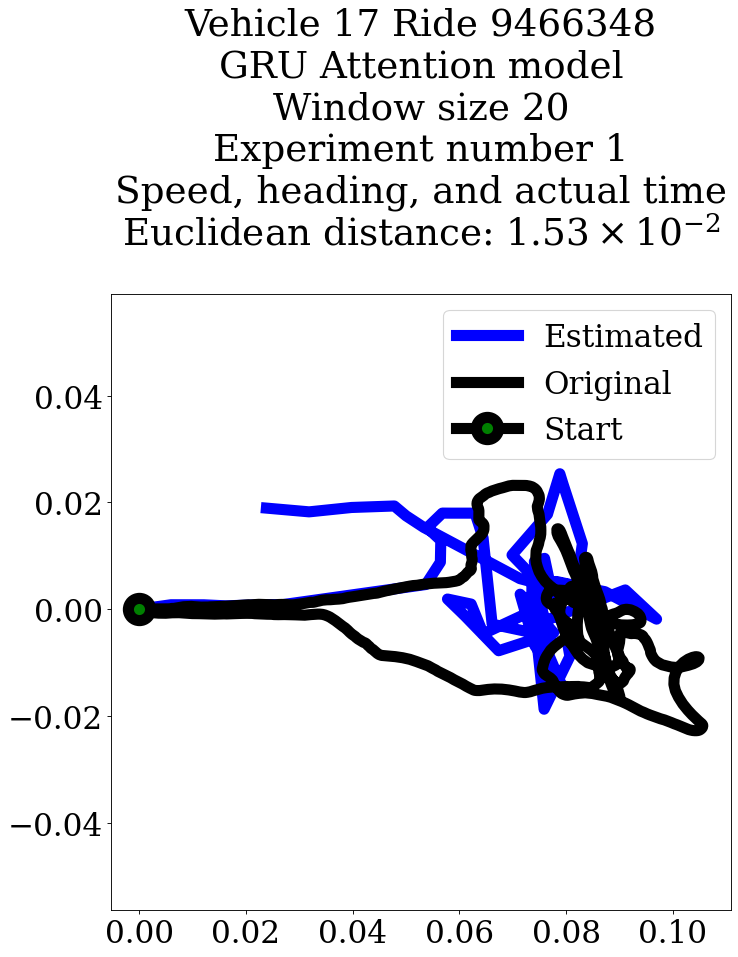 Vehicle 17 Ride 9466348
GRU Attention model
Window size 20
Experiment number 1
Speed, heading, and actual time
Euclidean distance: 1.53 × 10⁻²
Estimated
Original
Start
0.04
0.02
0.00
−0.02
−0.04
0.00 0.02 0.04 0.06 0.08 0.10